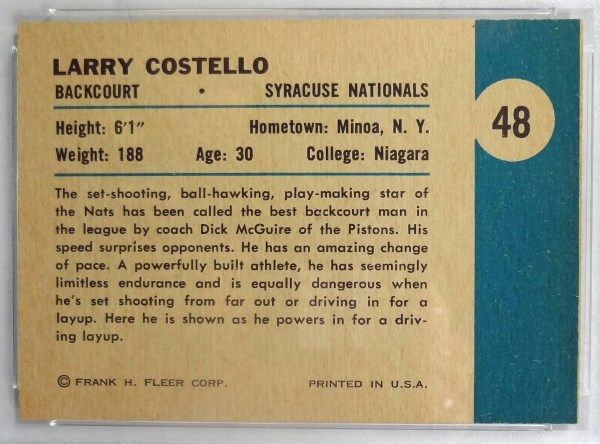 LARRY COSTELLO
BACKCOURT • SYRACUSE NATIONALS
48
Height: 6'1" Hometown: Minoa, N. Y.
Weight: 188 Age: 30 College: Niagara
The set-shooting, ball-hawking, play-making star of
the Nats has been called the best backcourt man in
the league by coach Dick McGuire of the Pistons. His
speed surprises opponents. He has an amazing change
of pace. A powerfully built athlete, he has seemingly
limitless endurance and is equally dangerous when
he's set shooting from far out or driving in for a
layup. Here he is shown as he powers in for a driv-
ing layup.
© FRANK H. FLEER CORP. PRINTED IN U.S.A.